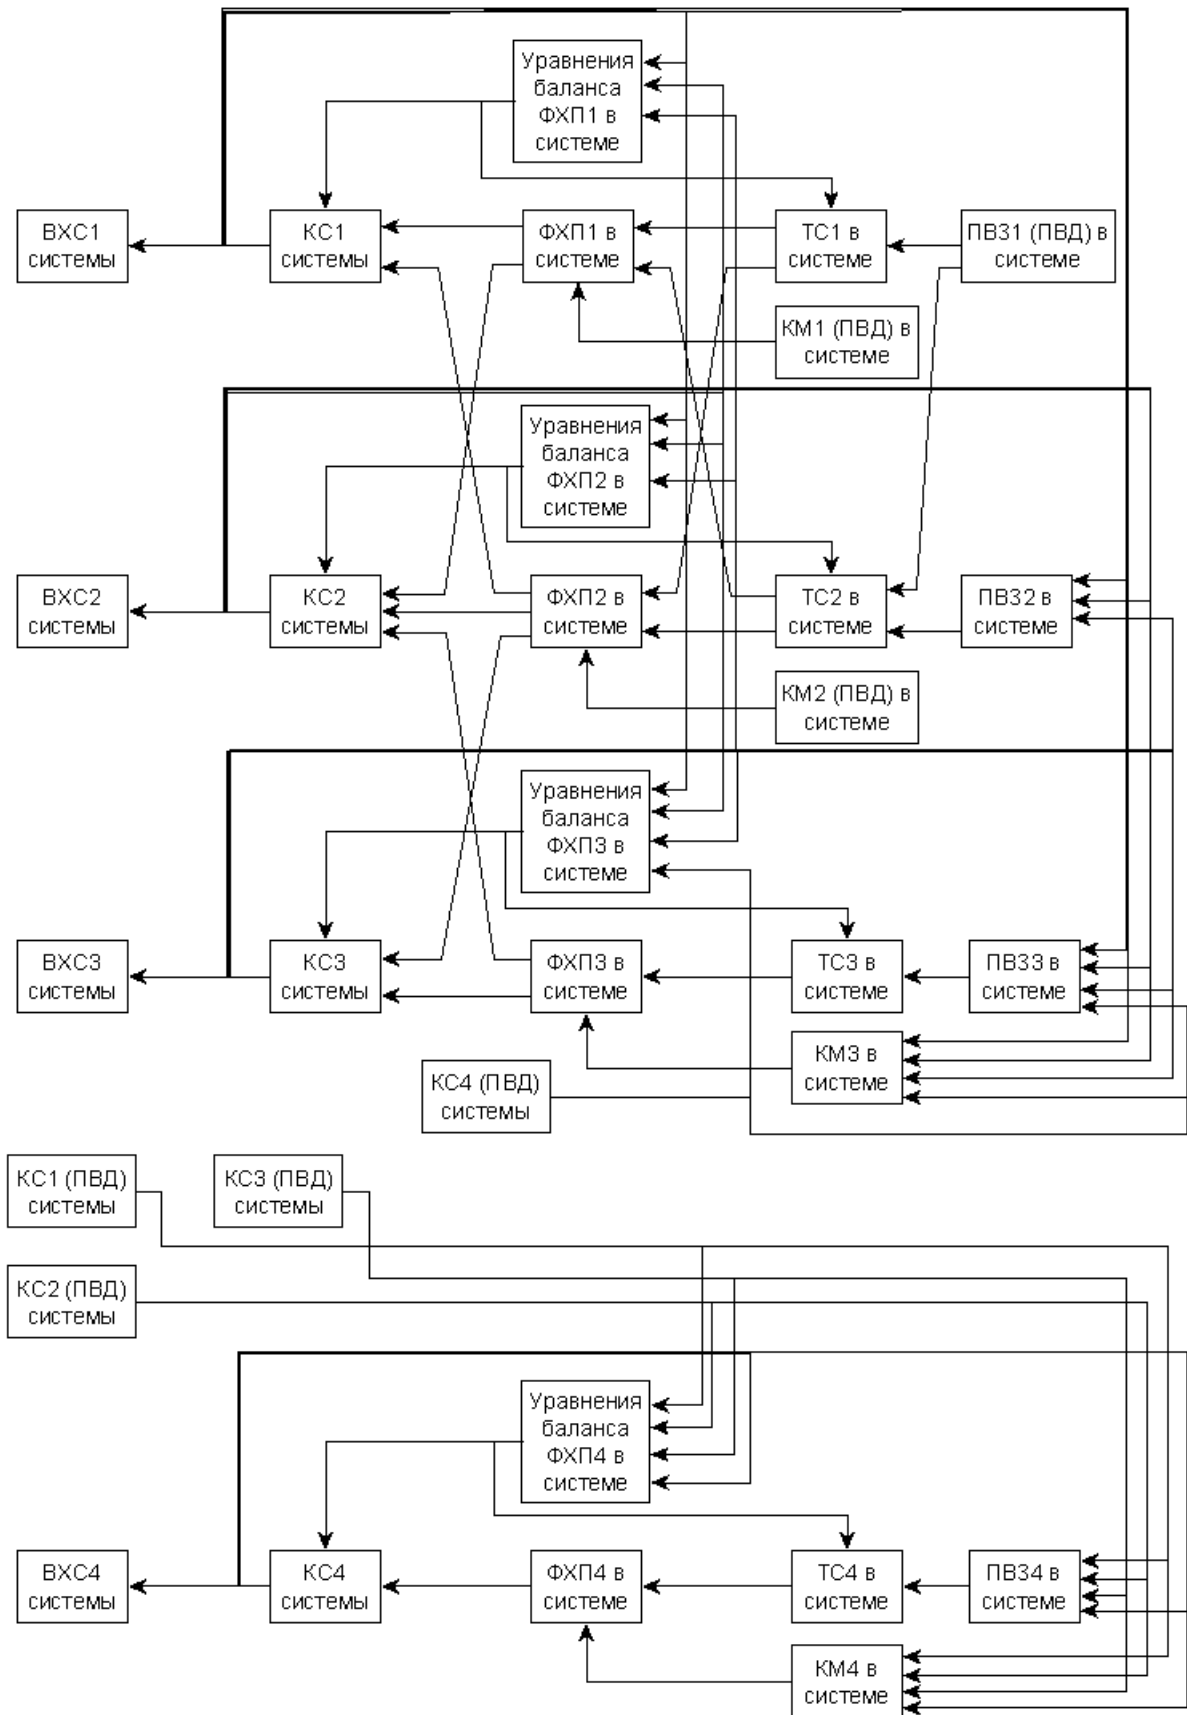 Уравнения
баланса
ФХП1 в
системе
ВХС1
системы
КС1
системы
ФХП1 в
системе
ТС1 в
системе
ПВЗ1 (ПВД) в
системе
КМ1 (ПВД) в
системе
Уравнения
баланса
ФХП2 в
системе
ВХС2
системы
КС2
системы
ФХП2 в
системе
ТС2 в
системе
ПВЗ2 в
системе
КМ2 (ПВД) в
системе
Уравнения
баланса
ФХП3 в
системе
ВХС3
системы
КС3
системы
ФХП3 в
системе
ТС3 в
системе
ПВЗ3 в
системе
КМ3 в
системе
КС4 (ПВД)
системы
КС1 (ПВД)
системы
КС3 (ПВД)
системы
КС2 (ПВД)
системы
Уравнения
баланса
ФХП4 в
системе
ВХС4
системы
КС4
системы
ФХП4 в
системе
ТС4 в
системе
ПВЗ4 в
системе
КМ4 в
системе